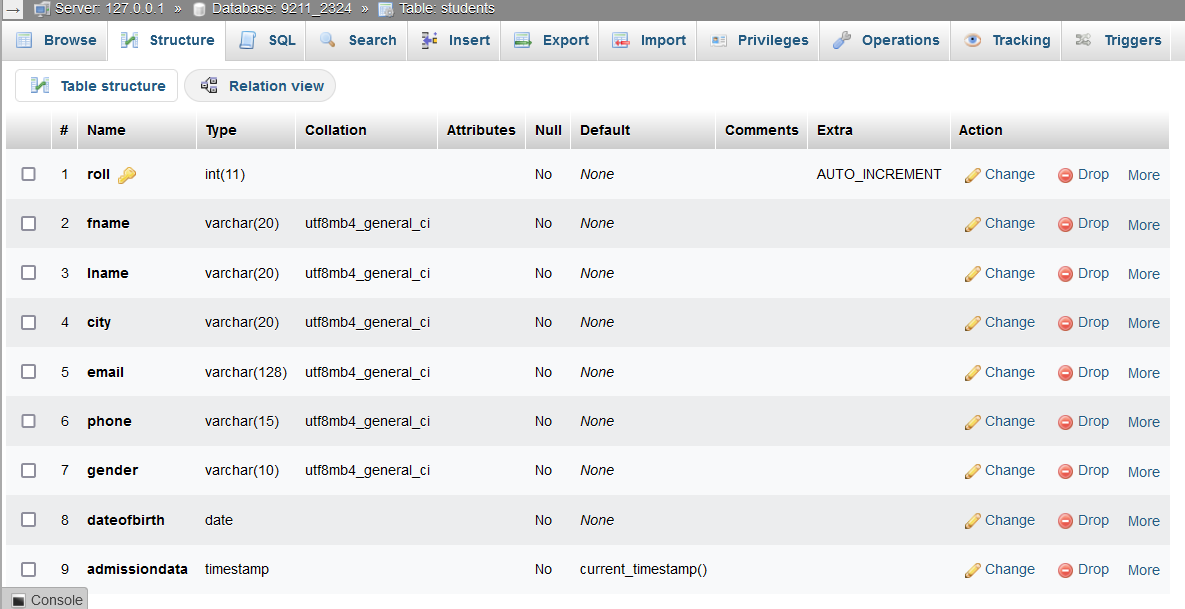 Server: 127.0.0.1 » Database: 9211_2324 » Table: students
Browse Structure SQL Search Insert Export Import Privileges Operations Tracking Triggers
Table structure Relation view
# Name Type Collation Attributes Null Default Comments Extra Action
1 roll int(11) No None AUTO_INCREMENT Change Drop More
2 fname varchar(20) utf8mb4_general_ci No None Change Drop More
3 lname varchar(20) utf8mb4_general_ci No None Change Drop More
4 city varchar(20) utf8mb4_general_ci No None Change Drop More
5 email varchar(128) utf8mb4_general_ci No None Change Drop More
6 phone varchar(15) utf8mb4_general_ci No None Change Drop More
7 gender varchar(10) utf8mb4_general_ci No None Change Drop More
8 dateofbirth date No None Change Drop More
9 admissiondata timestamp No current_timestamp() Change Drop More
Console